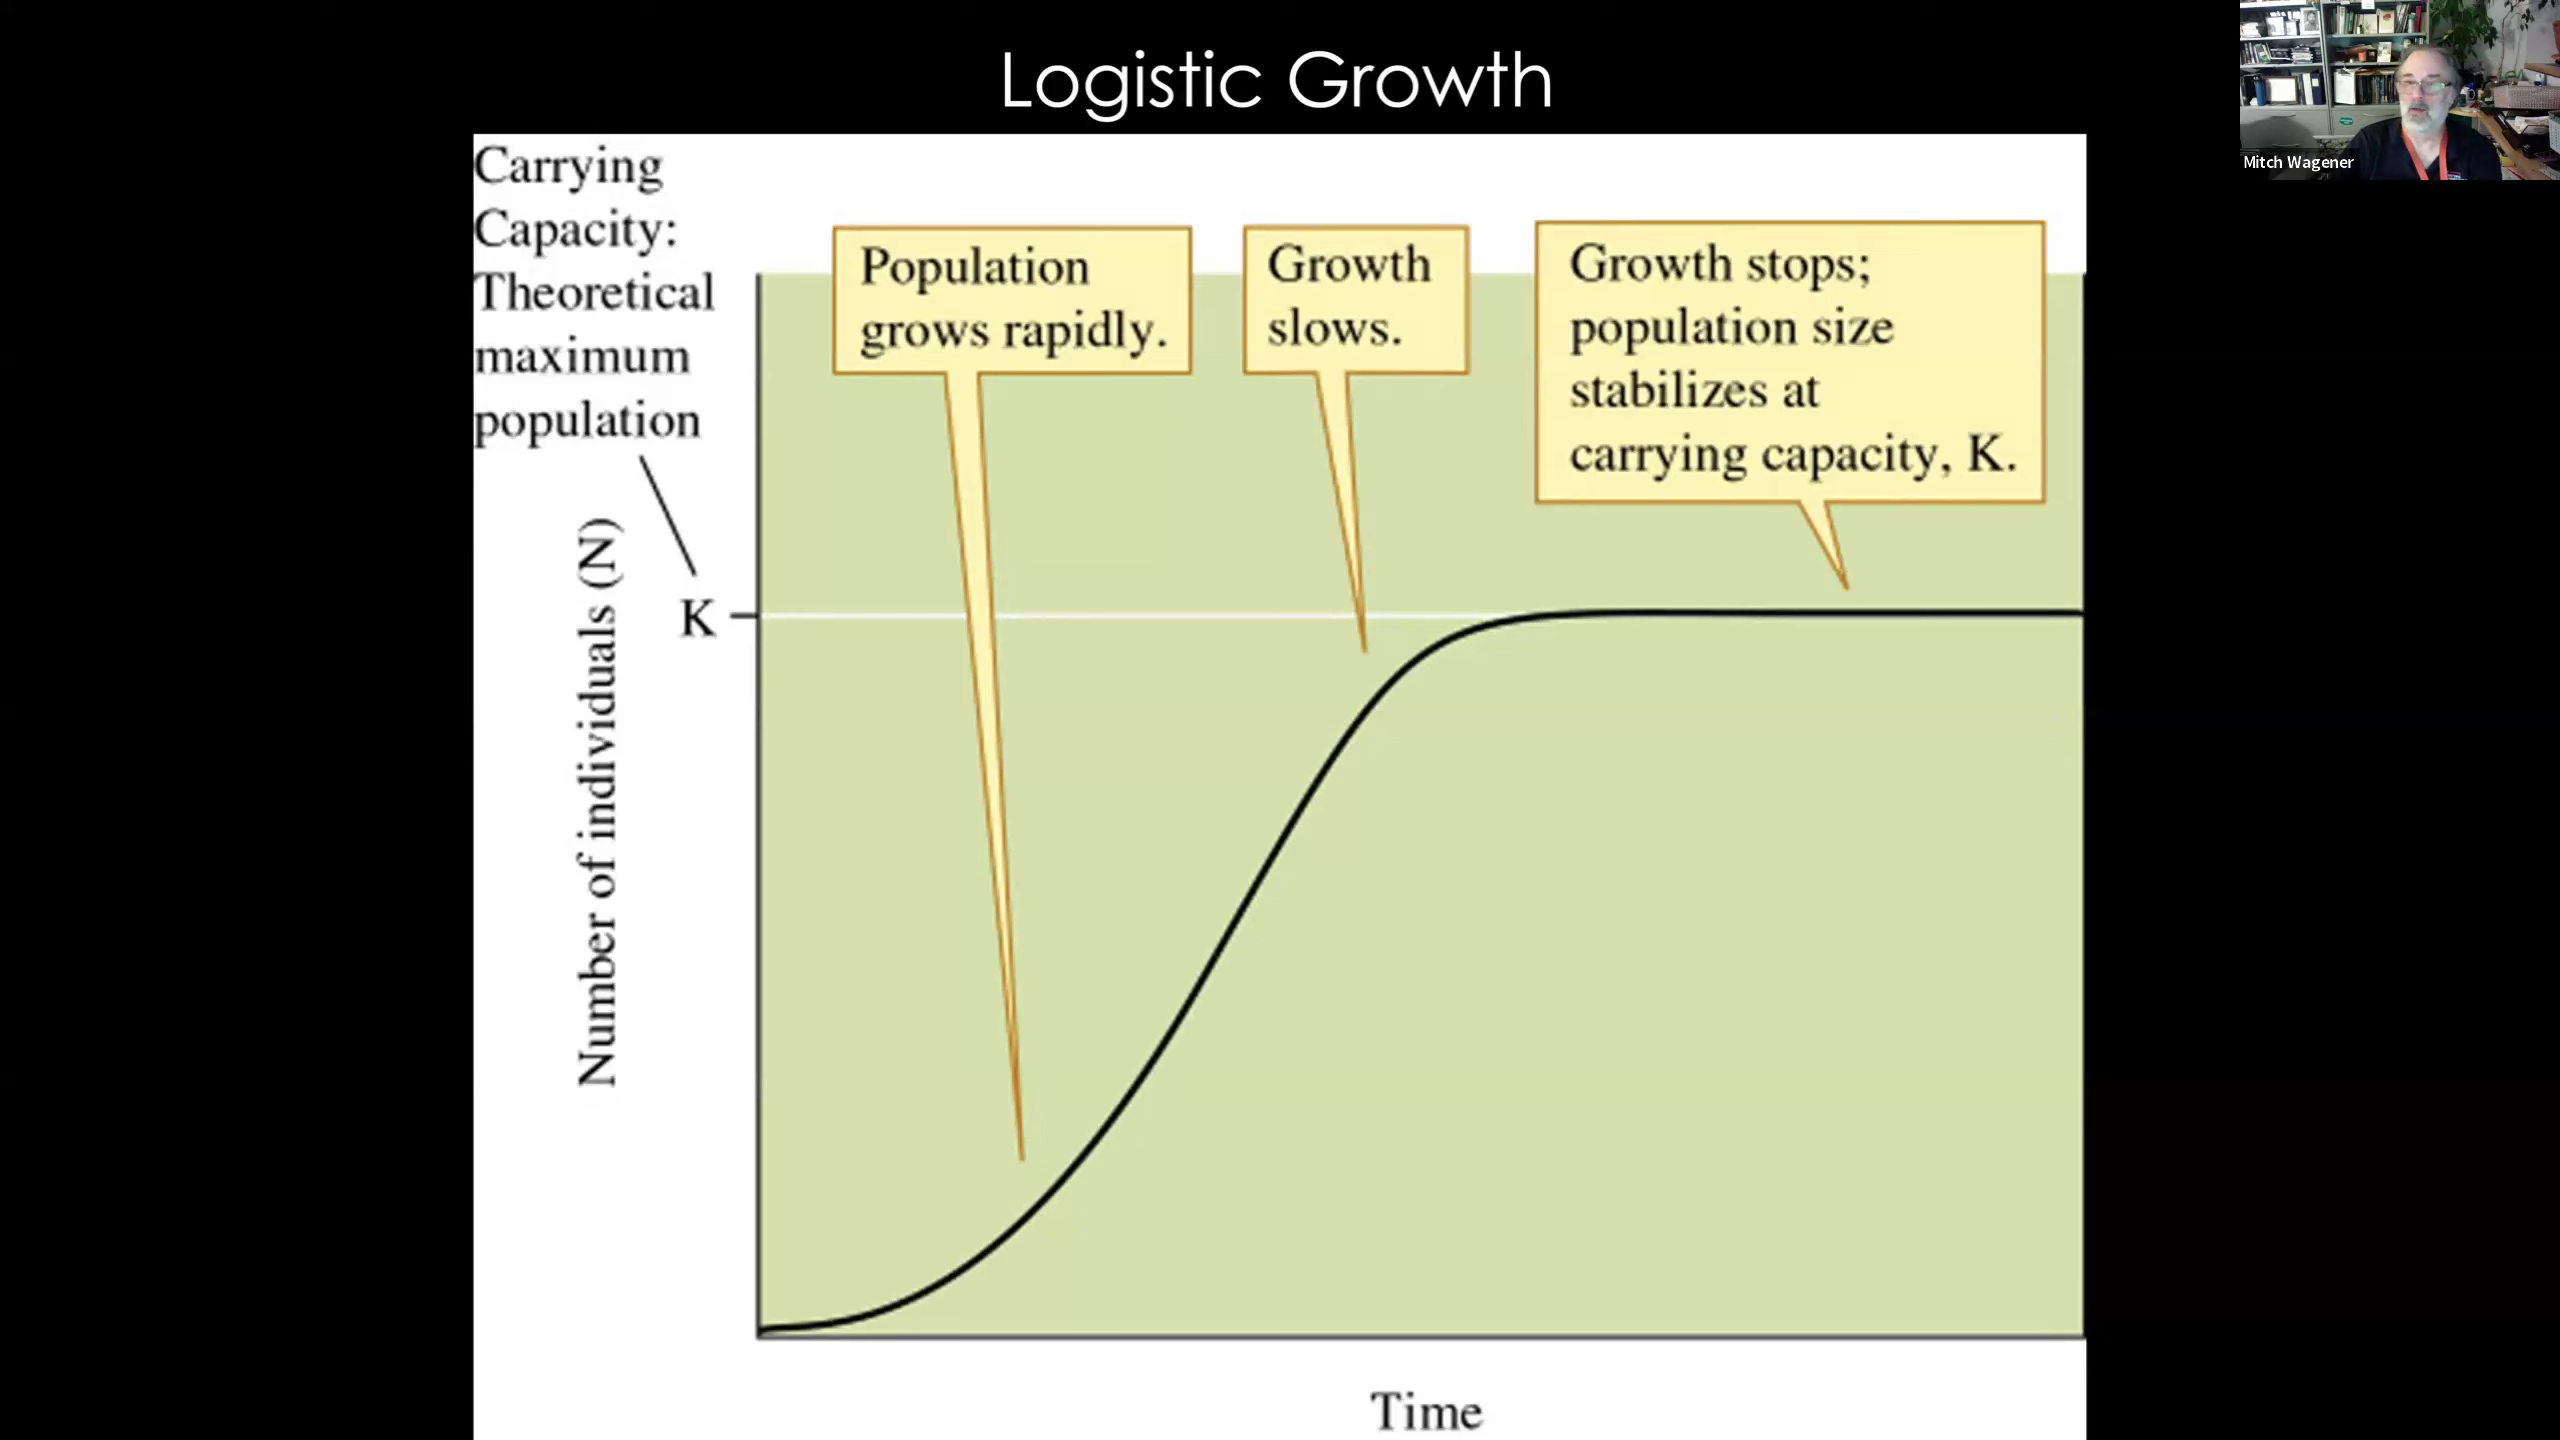 Logistic Growth
Mitch Wagener
Carrying
Capacity:
Theoretical
maximum
population
Population
grows rapidly.
Growth
slows.
Growth stops;
population size
stabilizes at
carrying capacity, K.
K
Number of individuals (N)
Time